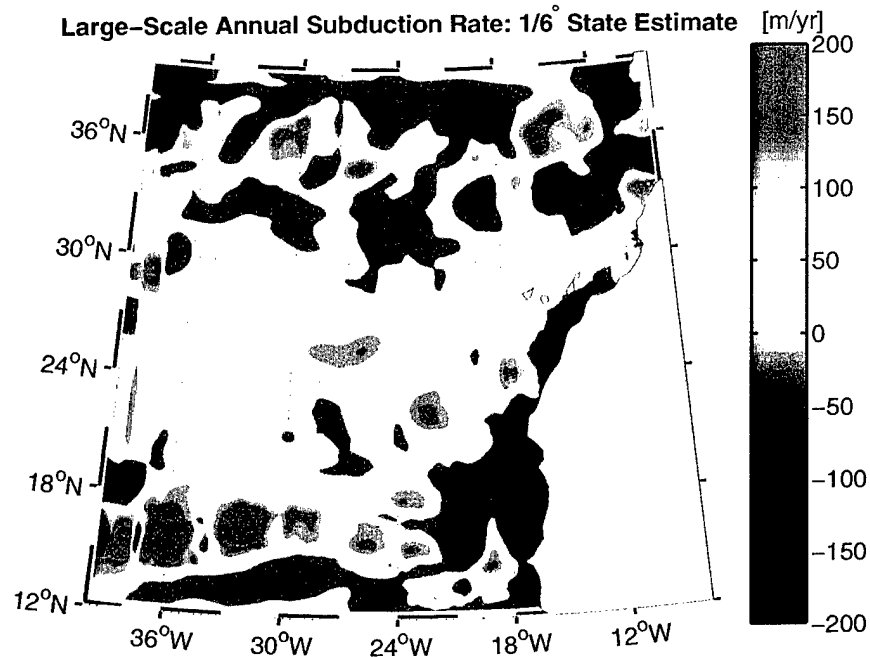 Large-Scale Annual Subduction Rate: 1/6° State Estimate [m/yr]
200
150
100
50
0
-50
-100
-150
-200
36°N
30°N
24°N
18°N
12°N
36°W 30°W 24°W 18°W 12°W